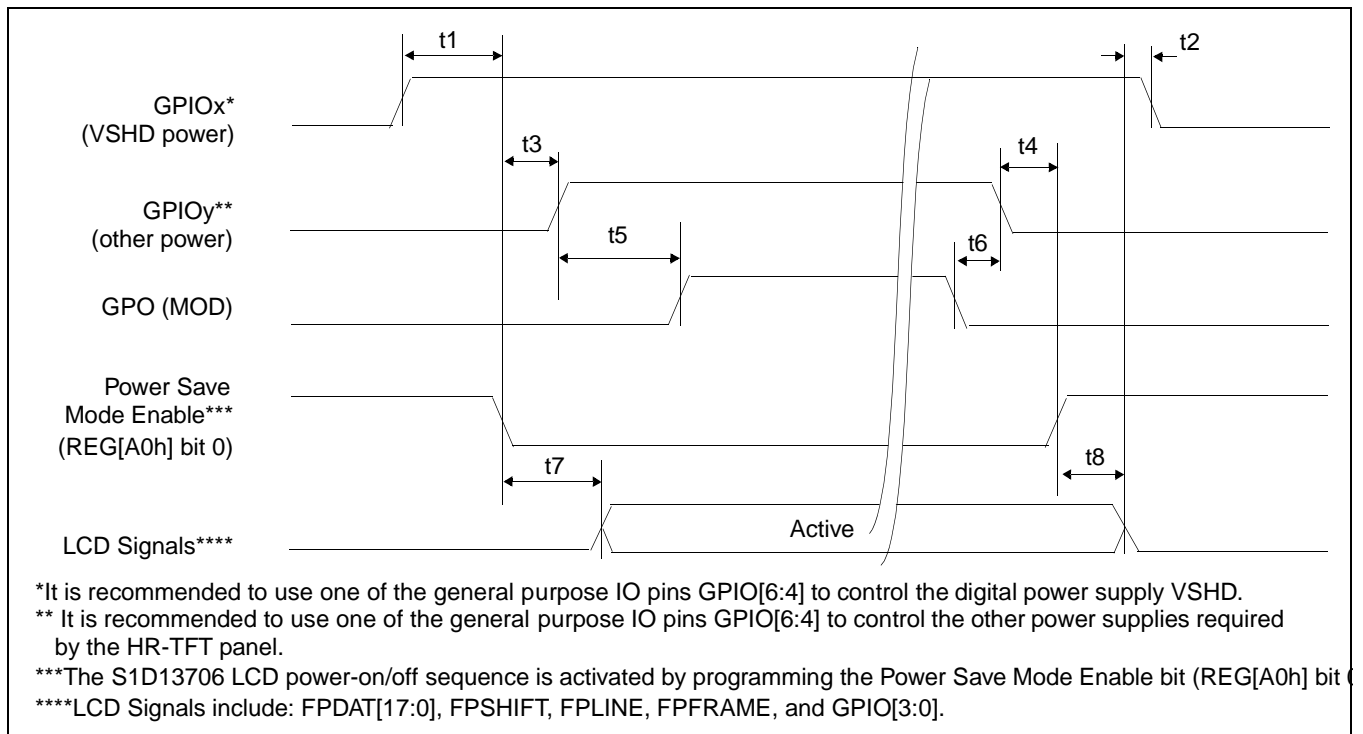 t1
t2
GPIOx*
(VSHD power)
t3
t4
GPIOy**
(other power)
t5
t6
GPO (MOD)
Power Save
Mode Enable***
(REG[A0h] bit 0)
t7
t8
Active
LCD Signals****
*It is recommended to use one of the general purpose IO pins GPIO[6:4] to control the digital power supply VSHD.
** It is recommended to use one of the general purpose IO pins GPIO[6:4] to control the other power supplies required
by the HR-TFT panel.
***The S1D13706 LCD power-on/off sequence is activated by programming the Power Save Mode Enable bit (REG[A0h] bit
****LCD Signals include: FPDAT[17:0], FPSHIFT, FPLINE, FPFRAME, and GPIO[3:0].